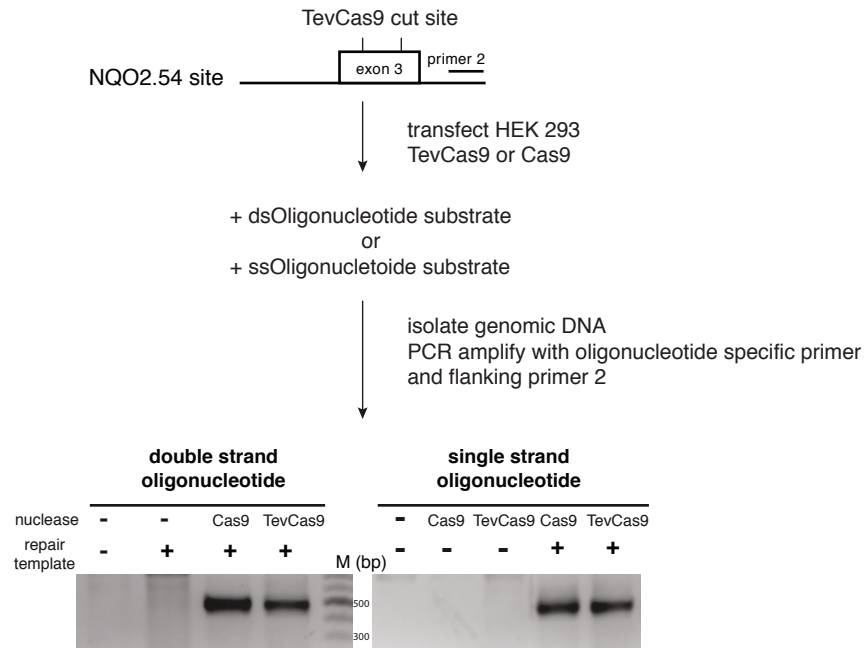 TevCas9 cut site
primer 2
exon 3
NQO2.54 site
transfect HEK 293
TevCas9 or Cas9
+ dsOligonucleotide substrate
or
+ ssOligonucletoide substrate
isolate genomic DNA
PCR amplify with oligonucleotide specific primer
and flanking primer 2
double strand
oligonucleotide
single strand
oligonucleotide
nuclease - - Cas9 TevCas9 - Cas9 TevCas9 Cas9 TevCas9
repair
template - + + + - - - + +
M (bp)
500
300